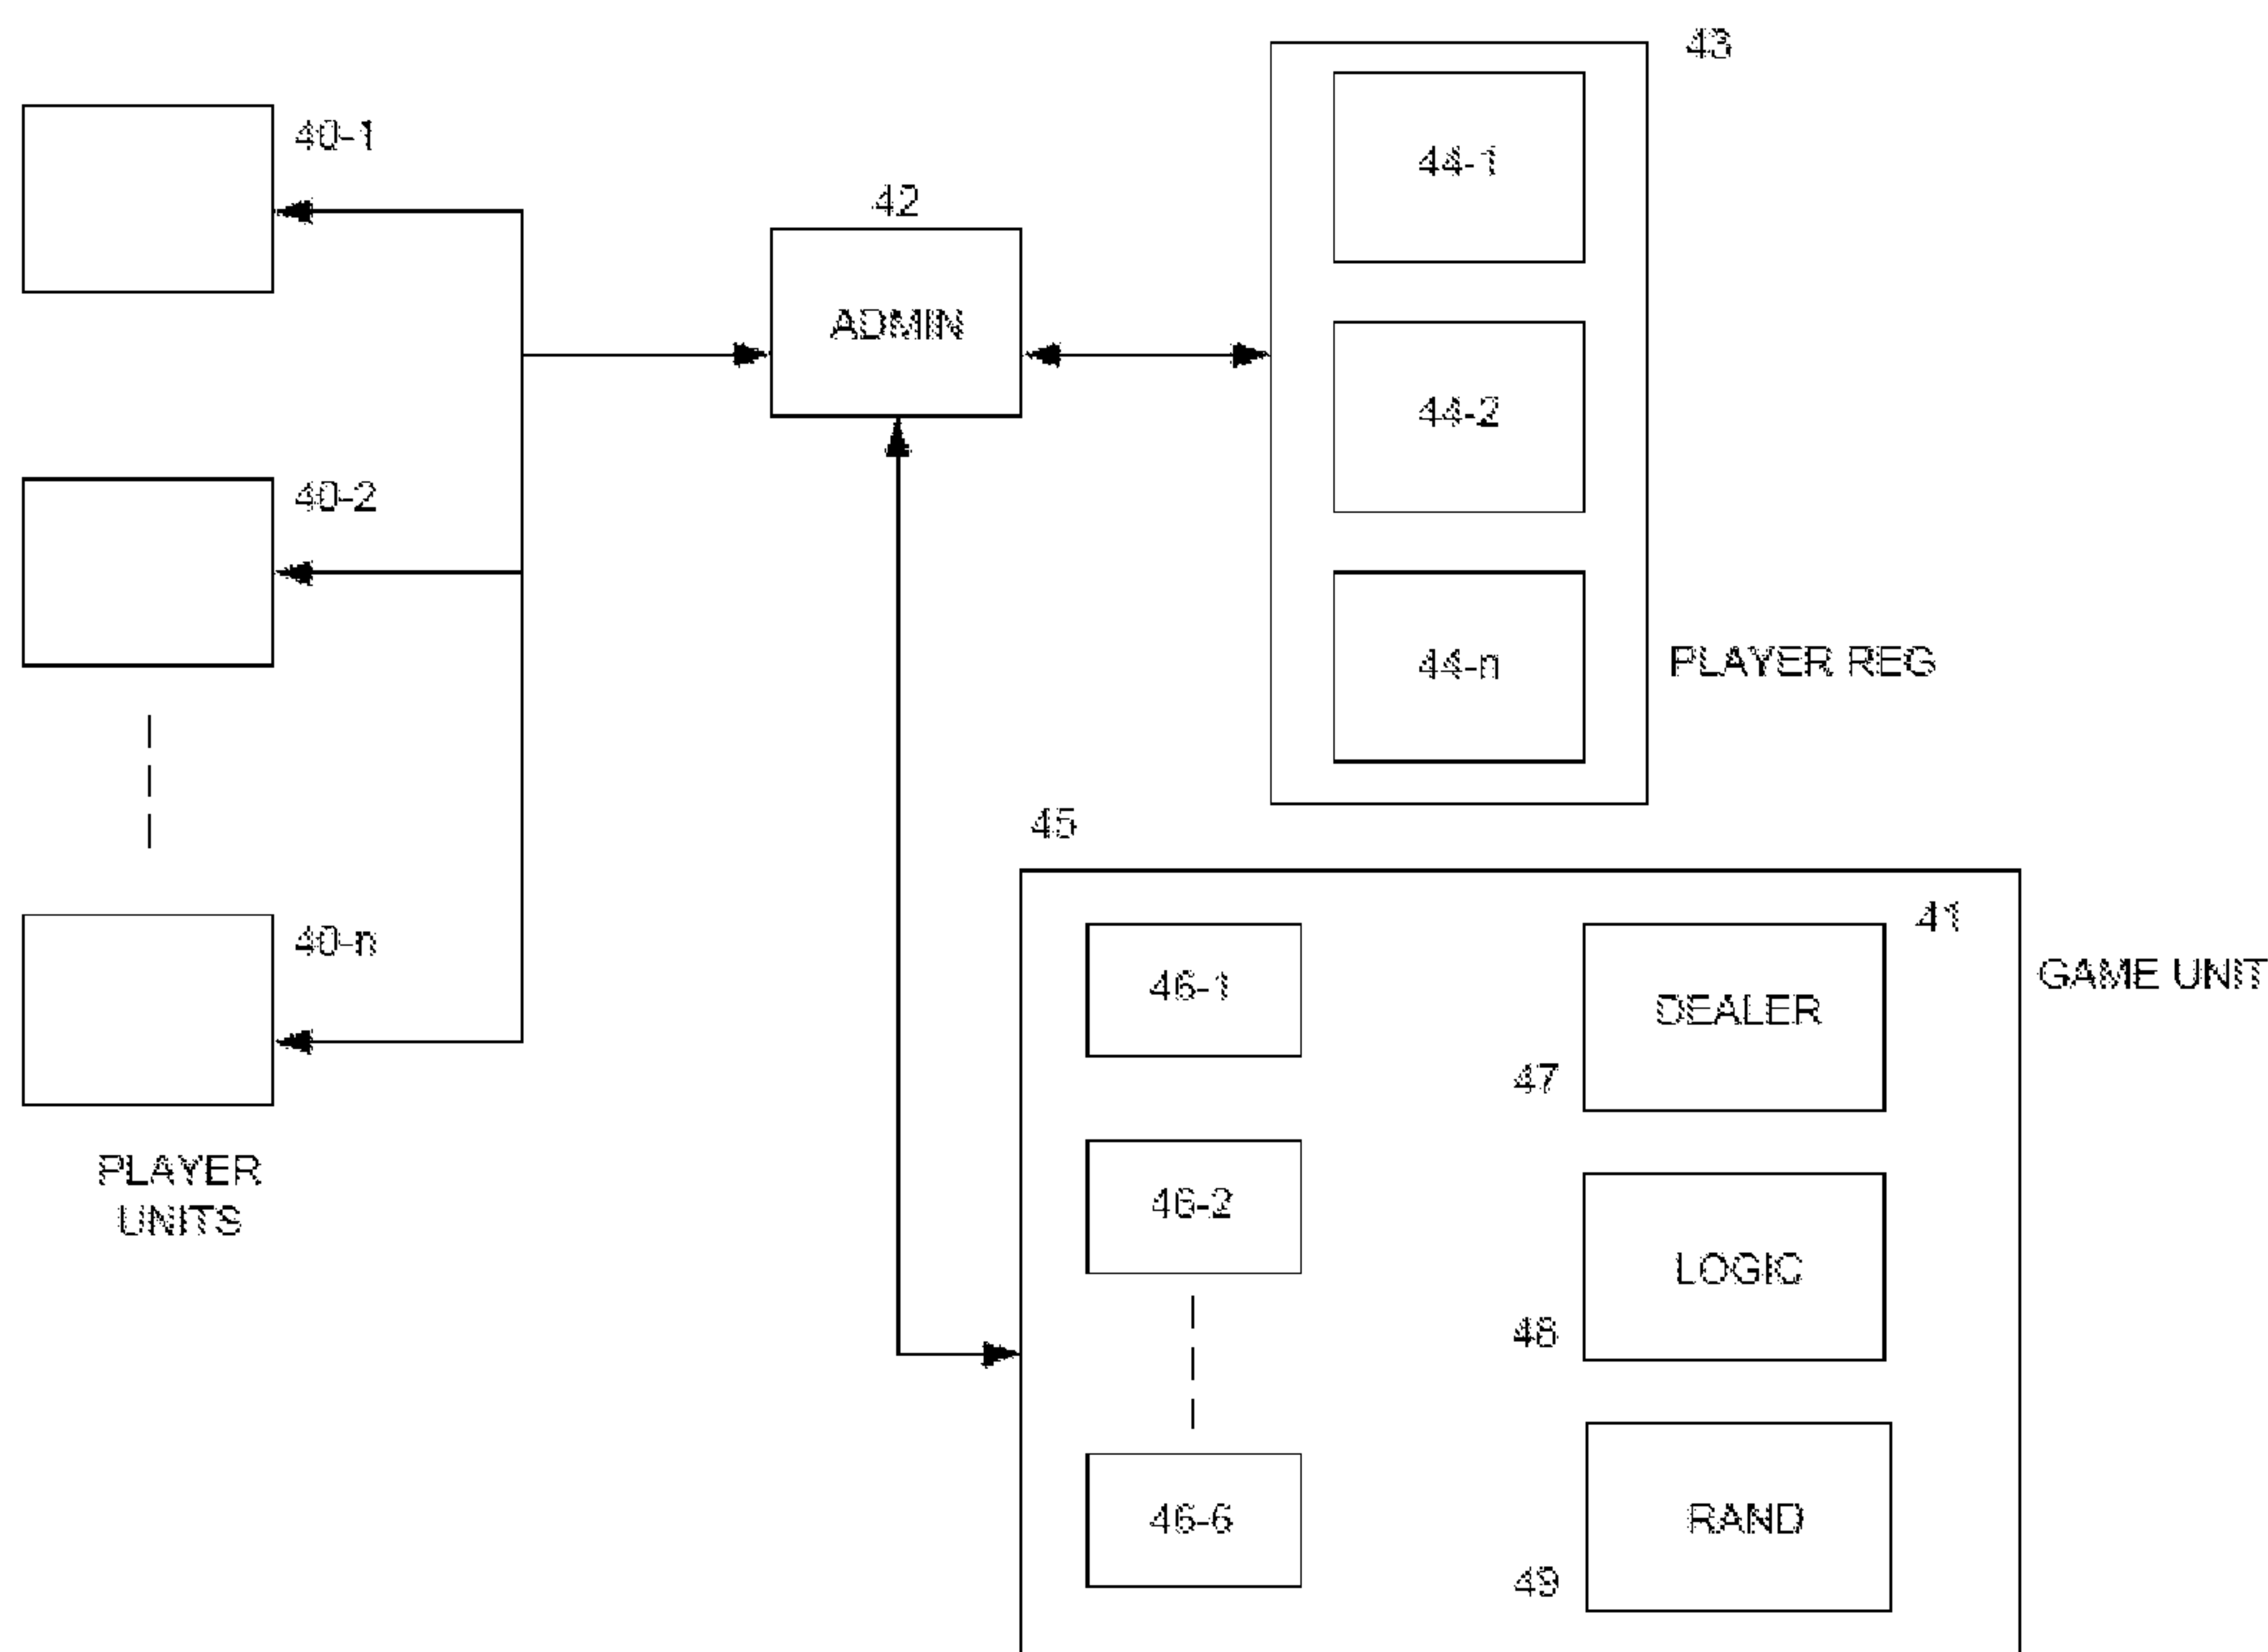 43
40-1
44-1
42
ADMIN
44-2
40-2
44-n
PLAYER REG
45
41
40-n
46-1
DEALER
GAME UNIT
47
PLAYER
UNITS
46-2
LOGIC
48
46-6
RAND
49